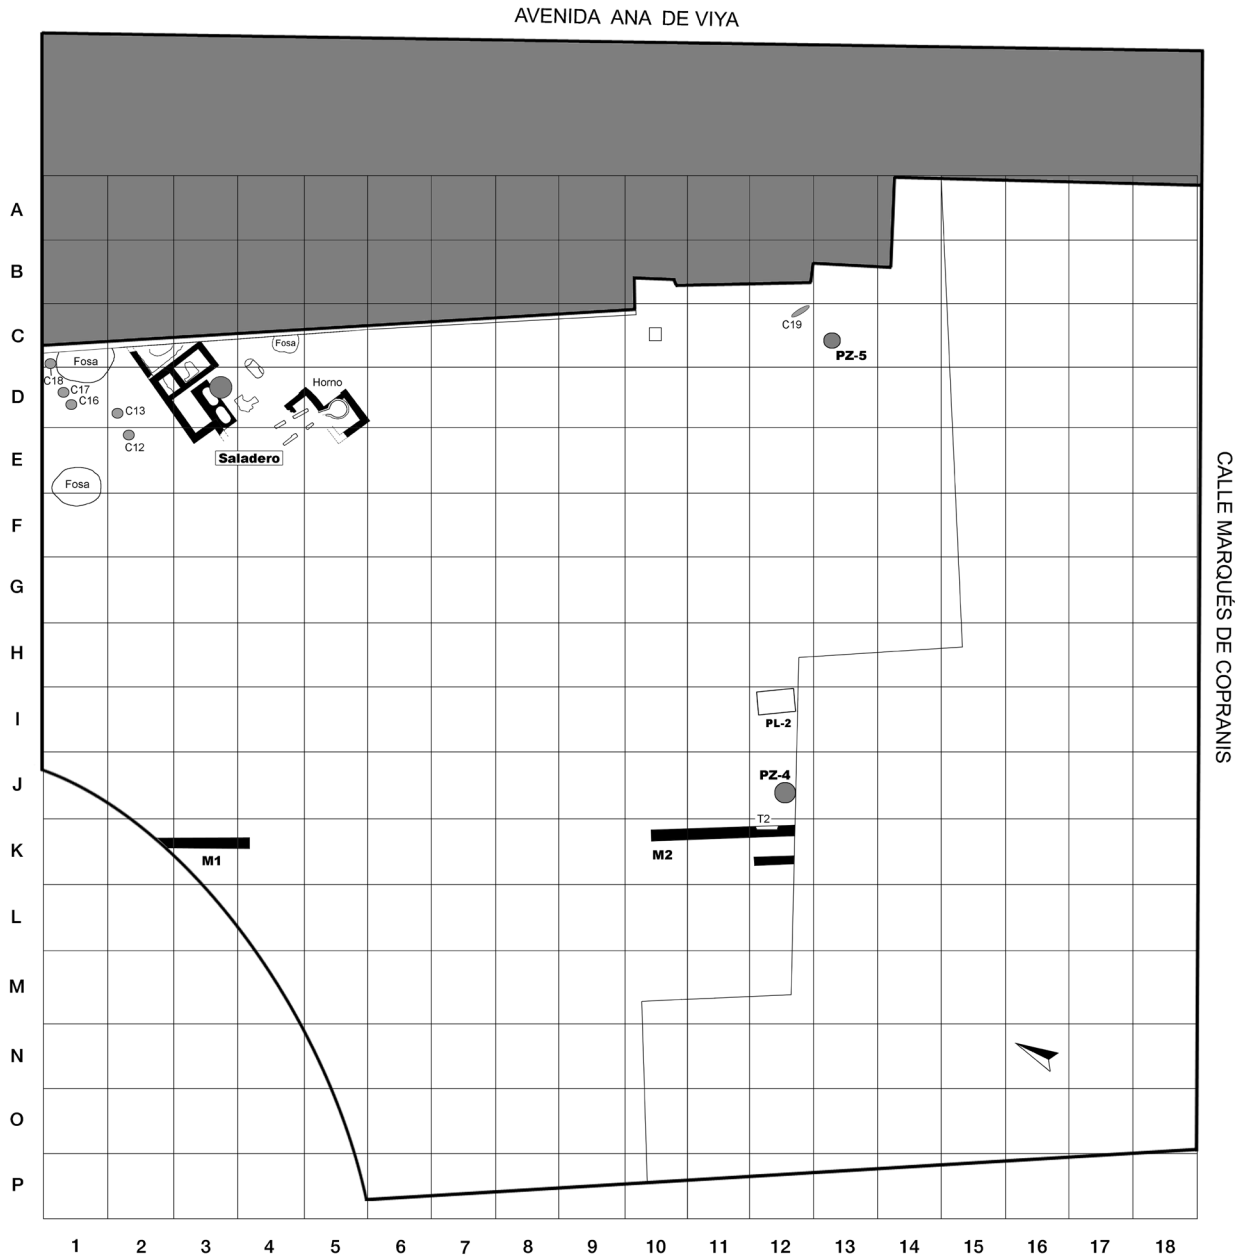 AVENIDA ANA DE VIYA
A
B
C19
C
Fosa
PZ-5
Fosa
C18
Horno
C17
D
C16
C13
C12
Saladero
E
Fosa
CALLE MARQUÉS DE COPRANIS
F
G
H
I
PL-2
PZ-4
J
T2
K
M2
M1
L
M
N
O
P
1 2 3 4 5 6 7 8 9 10 11 12 13 14 15 16 17 18